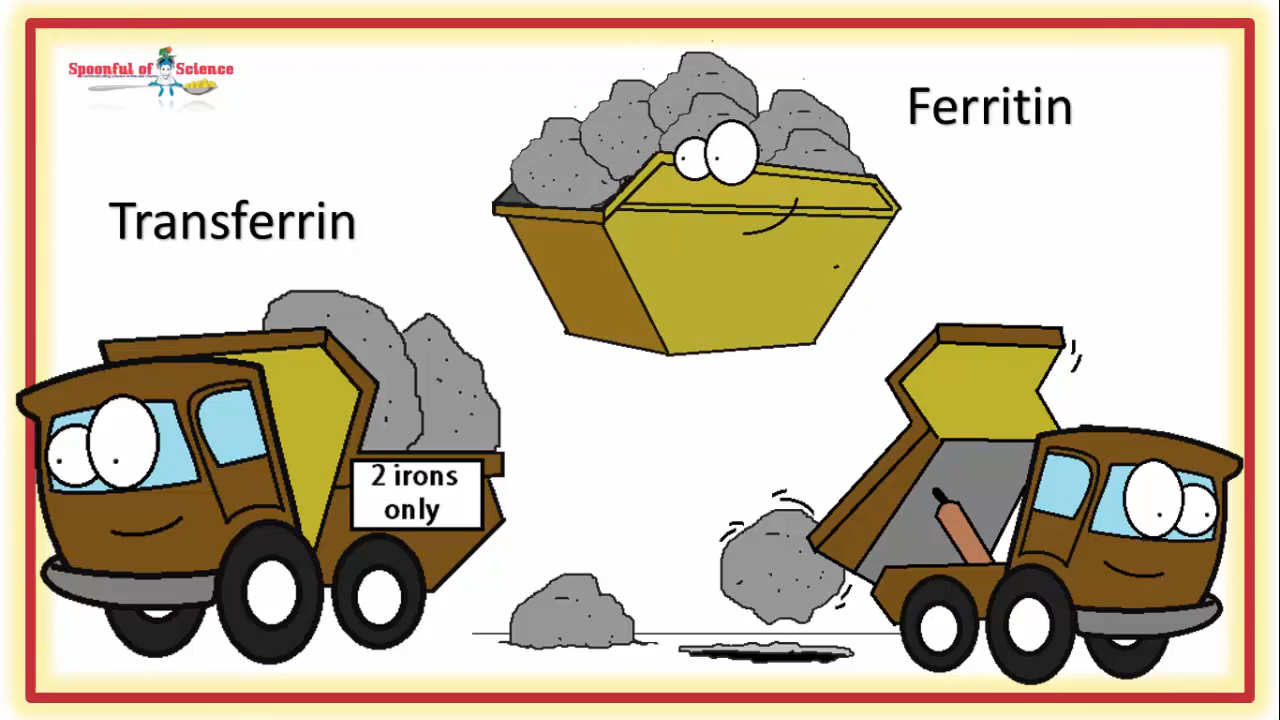 Spoonful of Science
Ferritin
Transferrin
2 irons
only